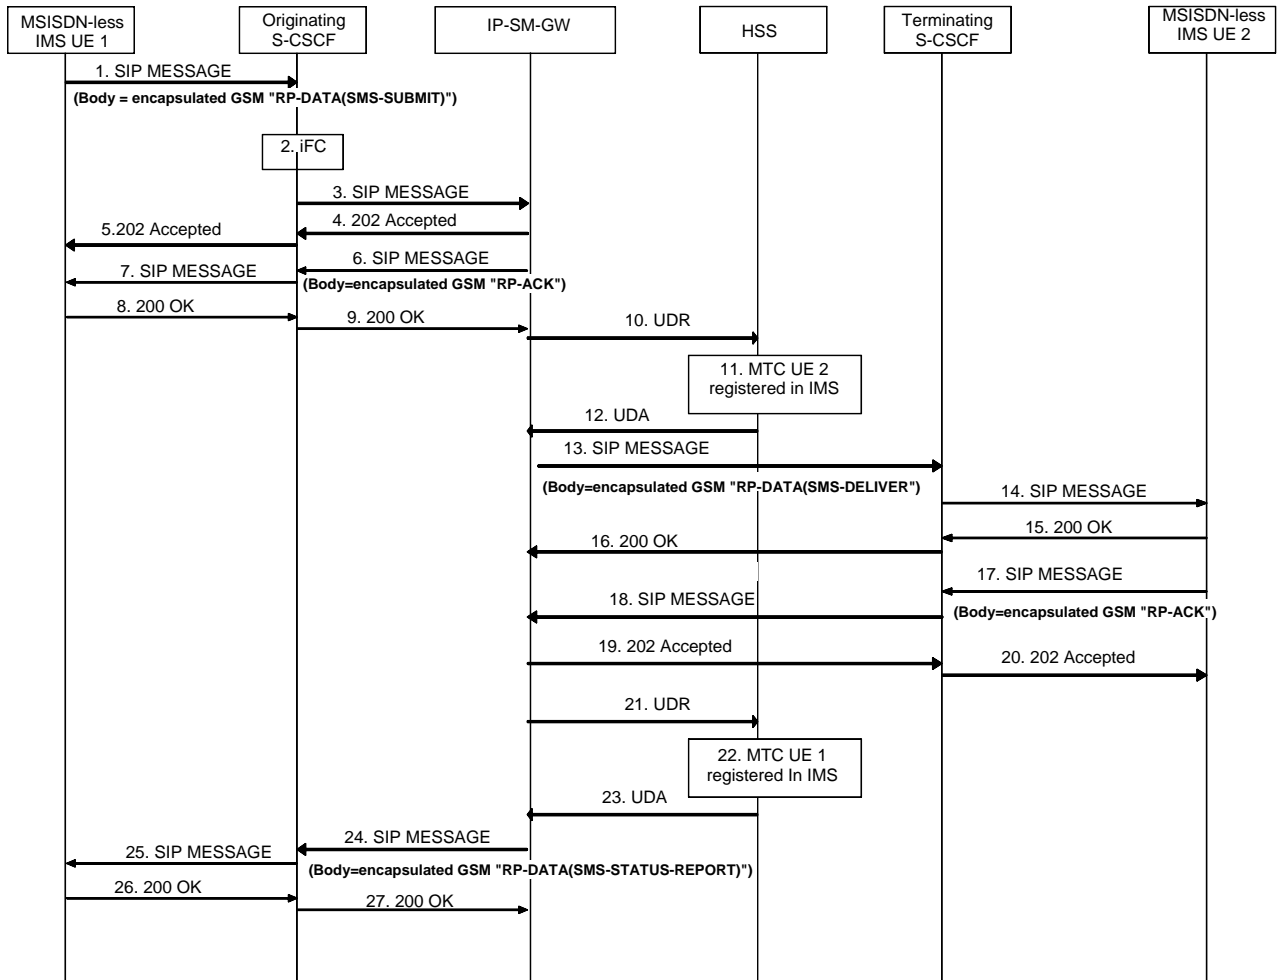 MSISDN-less
IMS UE 1
Originating
S-CSCF
IP-SM-GW
HSS
Terminating
S-CSCF
MSISDN-less
IMS UE 2
1. SIP MESSAGE
(Body = encapsulated GSM "RP-DATA(SMS-SUBMIT)")
2. iFC
3. SIP MESSAGE
4. 202 Accepted
5.202 Accepted
6. SIP MESSAGE
7. SIP MESSAGE
(Body=encapsulated GSM "RP-ACK")
8. 200 OK
9. 200 OK
10. UDR
11. MTC UE 2
registered in IMS
12. UDA
13. SIP MESSAGE
(Body=encapsulated GSM "RP-DATA(SMS-DELIVER")
14. SIP MESSAGE
15. 200 OK
16. 200 OK
17. SIP MESSAGE
18. SIP MESSAGE
(Body=encapsulated GSM "RP-ACK")
19. 202 Accepted
20. 202 Accepted
21. UDR
22. MTC UE 1
registered In IMS
23. UDA
24. SIP MESSAGE
25. SIP MESSAGE
(Body=encapsulated GSM "RP-DATA(SMS-STATUS-REPORT)")
26. 200 OK
27. 200 OK